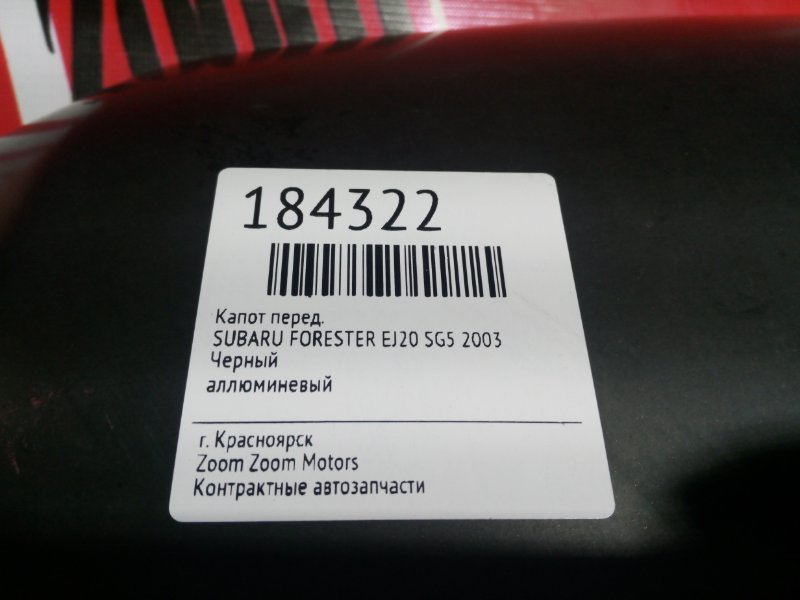 184322
Капот перед.
SUBARU FORESTER EJ20 SG5 2003
Черный
аллюминевый
г. Красноярск
Zoom Zoom Motors
Контрактные автозапчасти